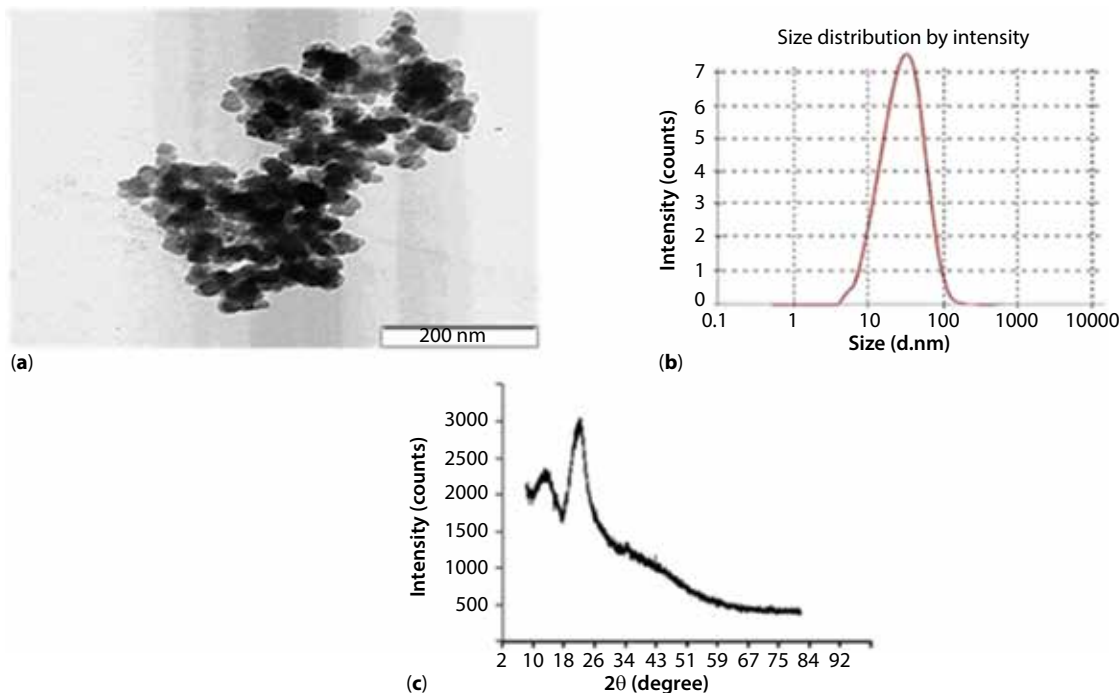 200 nm
(a)
Size distribution by intensity
Intensity (counts)
7
6
5
4
3
2
1
0
0.1 1 10 100 1000 10000
Size (d.nm)
(b)
Intensity (counts)
3000
2500
2000
1500
1000
500
2 10 18 26 34 43 51 59 67 75 84 92
2θ (degree)
(c)